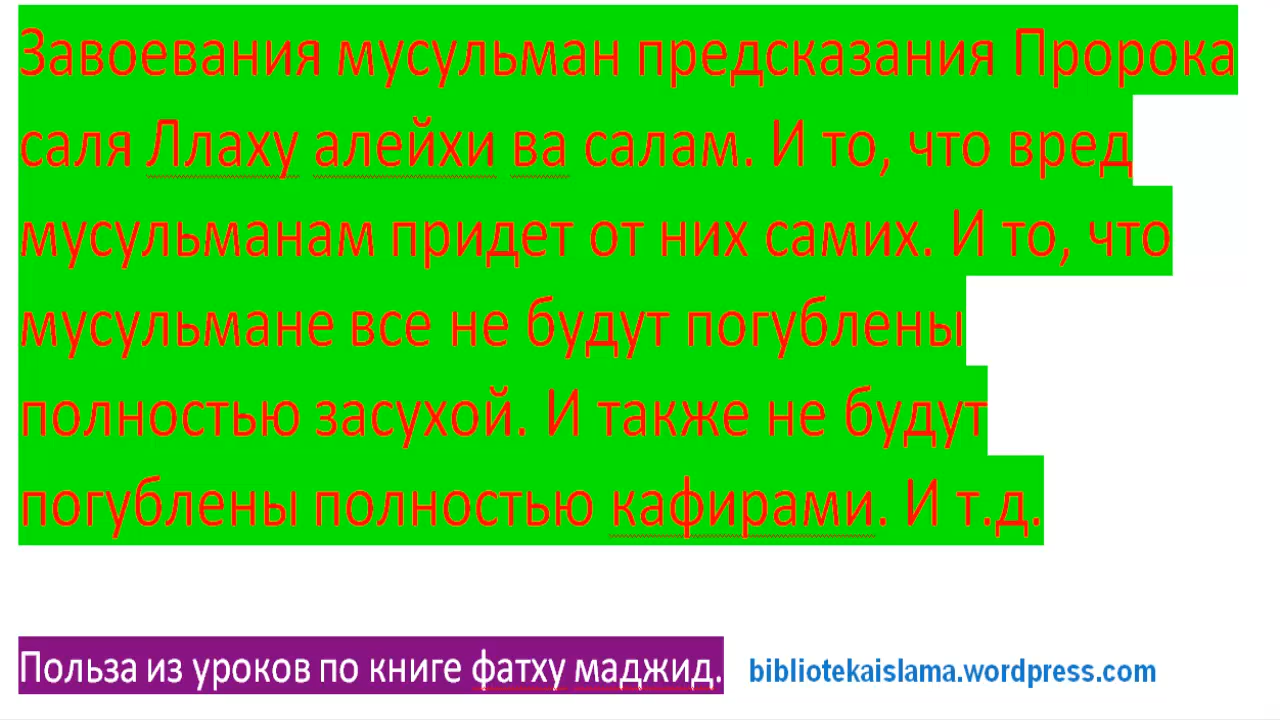 Завоевания мусульман предсказания Пророка
саля Ллаху алейхи ва салам. И то, что вред
мусульманам придет от них самих. И то, что
мусульмане все не будут погублены
полностью засухой. И также не будут
погублены полностью кафирами. И т.д.
Польза из уроков по книге фатху маджид. bibliotekaislama.wordpress.com